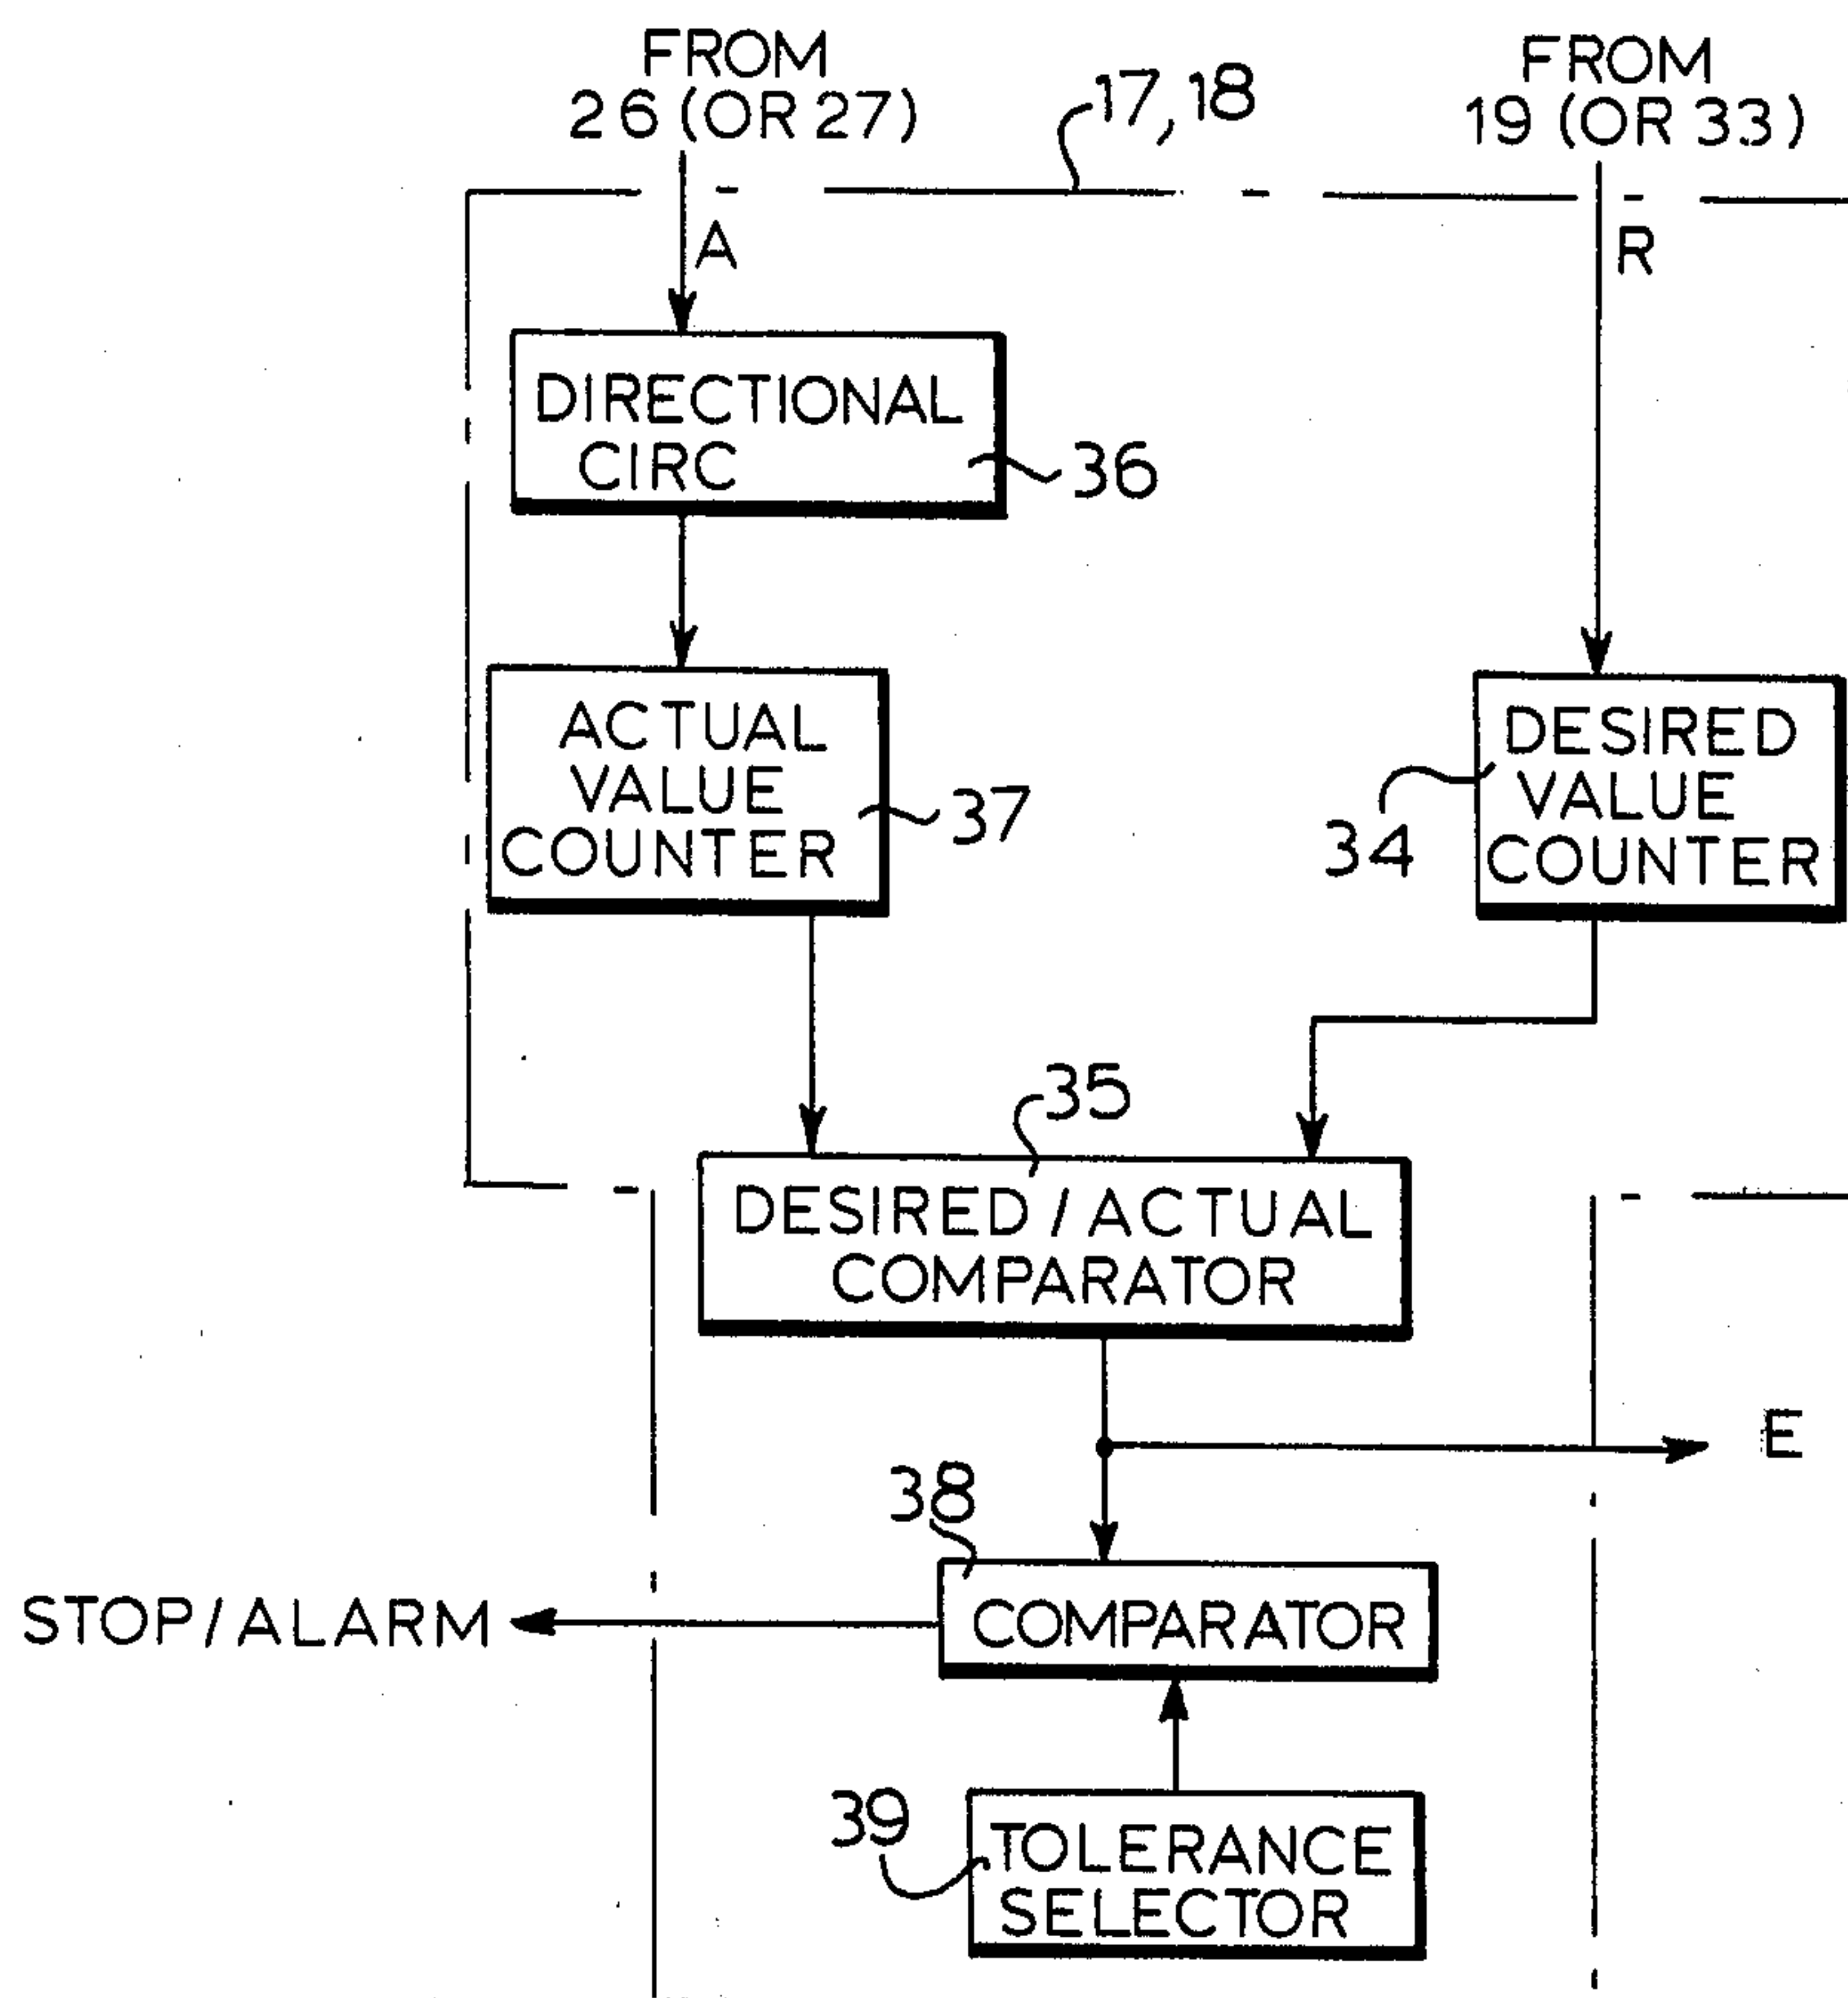 FROM
26 (OR 27)
17, 18
FROM
19 (OR 33)
A
R
DIRECTIONAL
CIRC
36
ACTUAL
VALUE
COUNTER
37
DESIRED
VALUE
COUNTER
34
35
DESIRED / ACTUAL
COMPARATOR
E
38
STOP/ALARM
COMPARATOR
39
TOLERANCE
SELECTOR